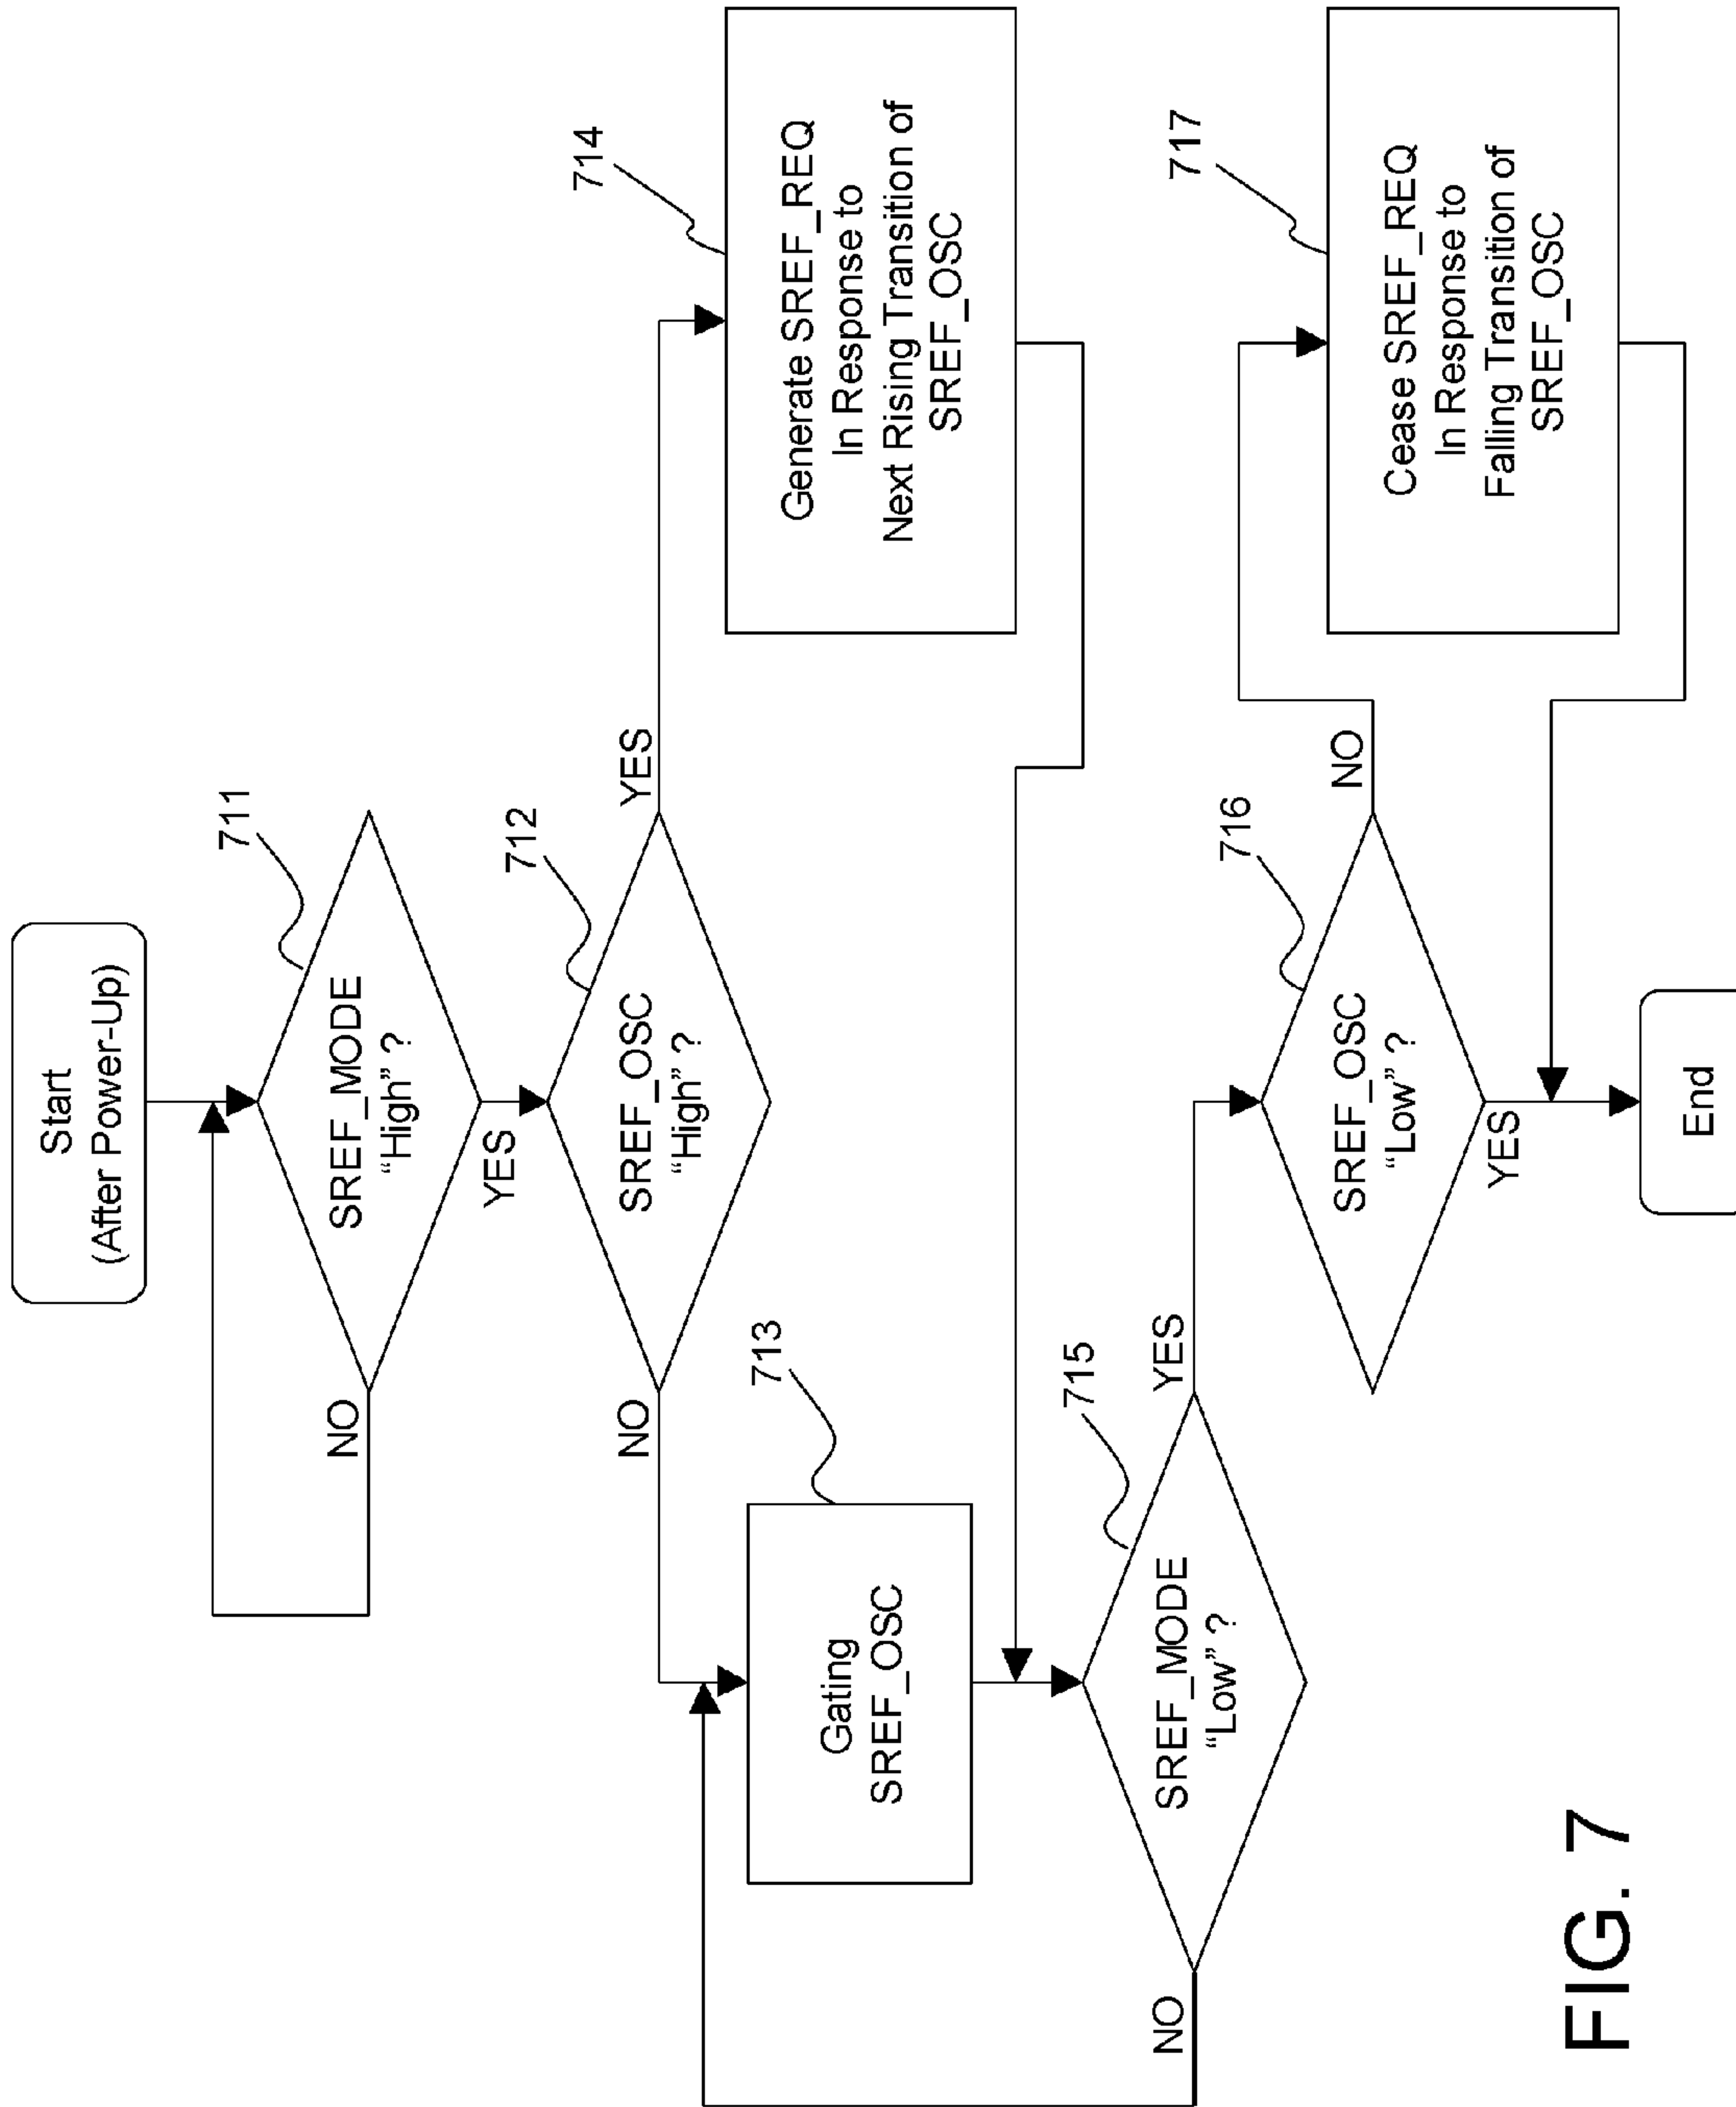 Start
(After Power-Up)
711
SREF_MODE
“High” ?
NO
YES
712
SREF_OSC
“High” ?
NO
YES
713
Gating
SREF_OSC
714
Generate SREF_REQ
In Response to
Next Rising Transition of
SREF_OSC
715
SREF_MODE
“Low” ?
NO
YES
716
SREF_OSC
“Low” ?
NO
YES
717
Cease SREF_REQ
In Response to
Falling Transition of
SREF_OSC
End
FIG. 7